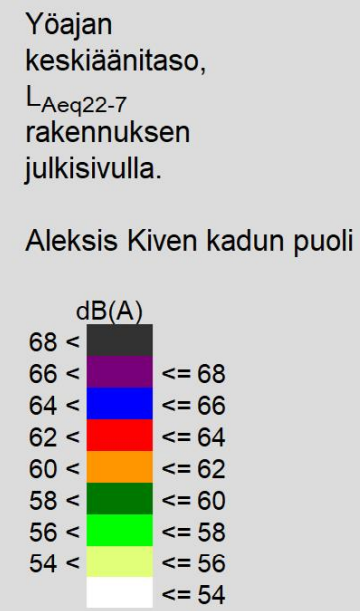 Yöajan
keskiäänitaso,
LAeq22-7
rakennuksen
julkisivulla.
Aleksis Kiven kadun puoli
dB(A)
68 <
66 < <= 68
64 < <= 66
62 < <= 64
60 < <= 62
58 < <= 60
56 < <= 58
54 < <= 56
<= 54